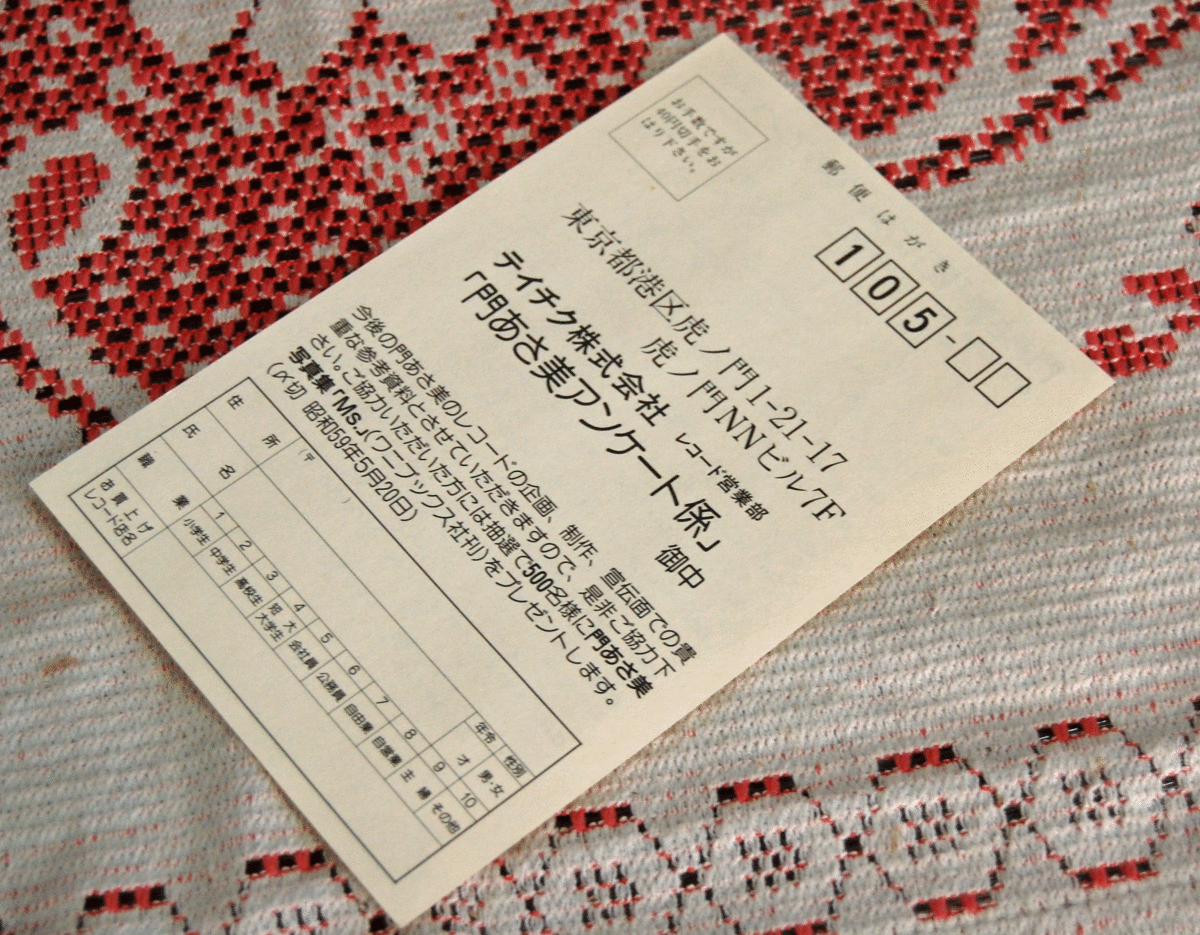 郵便はがき
105-
お手数ですが
40円切手をお
はり下さい。
東京都港区虎ノ門1-21-17
虎ノ門NNビル7F
テイチク株式会社 レコード営業部
「門あさ美アンケート係」 御中
今後の門あさ美のレコードの企画、制作、宣伝面での貴
重な参考資料とさせていただきますので、是非ご協力下
さい。ご協力いただいた方には抽選で500名様に門あさ美
写真集"Ms."(ワニブックス社刊)をプレゼントします。
(〆切 昭和59年5月20日)
住所 (〒 )
氏名 年令 性別
才 男・女
職業 1 2 3 4 5 6 7 8 9 10
小学生 中学生 高校生 短大大学生 会社員 公務員 自由業 自営業 主婦 その他
お買上げ
レコード店名